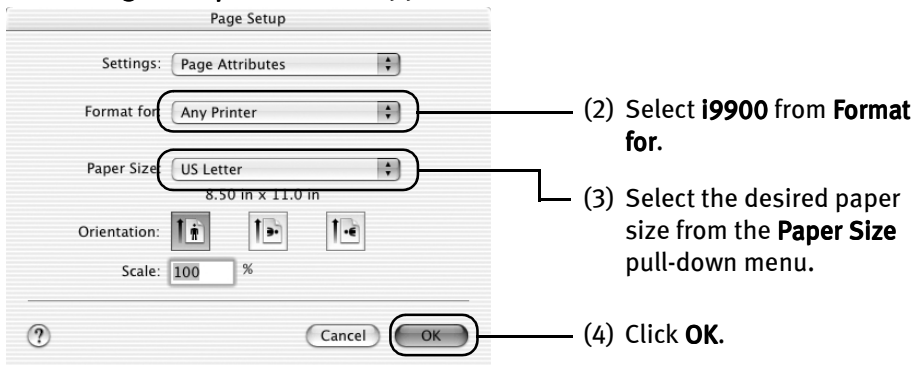 Page Setup
Settings: Page Attributes
Format for: Any Printer
(2) Select i9900 from Format
for.
Paper Size: US Letter
8.50 in x 11.0 in
(3) Select the desired paper
size from the Paper Size
pull-down menu.
Orientation:
Scale: 100 %
? Cancel OK
(4) Click OK.